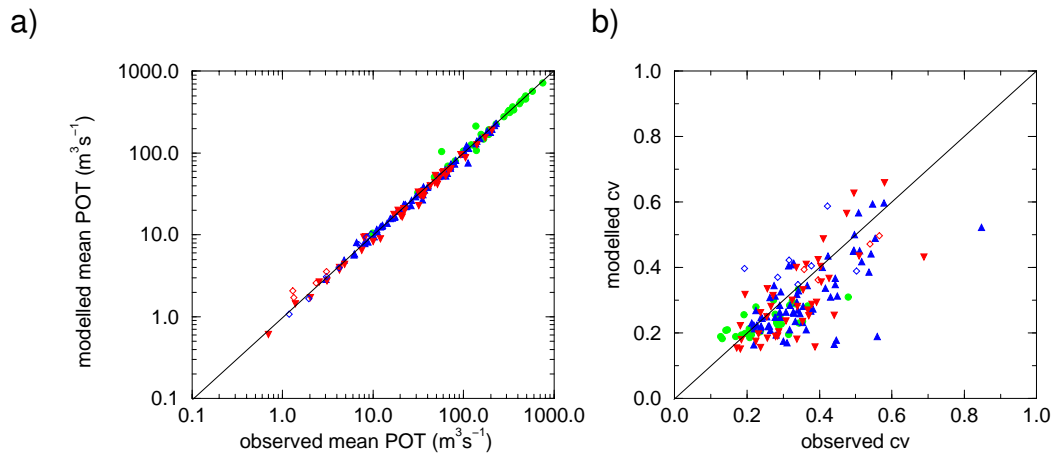 a)
b)
1000.0
100.0
10.0
1.0
0.1
0.1 1.0 10.0 100.0 1000.0
modelled mean POT (m³s⁻¹)
observed mean POT (m³s⁻¹)
1.0
0.8
0.6
0.4
0.2
0.0
0.0 0.2 0.4 0.6 0.8 1.0
modelled cv
observed cv